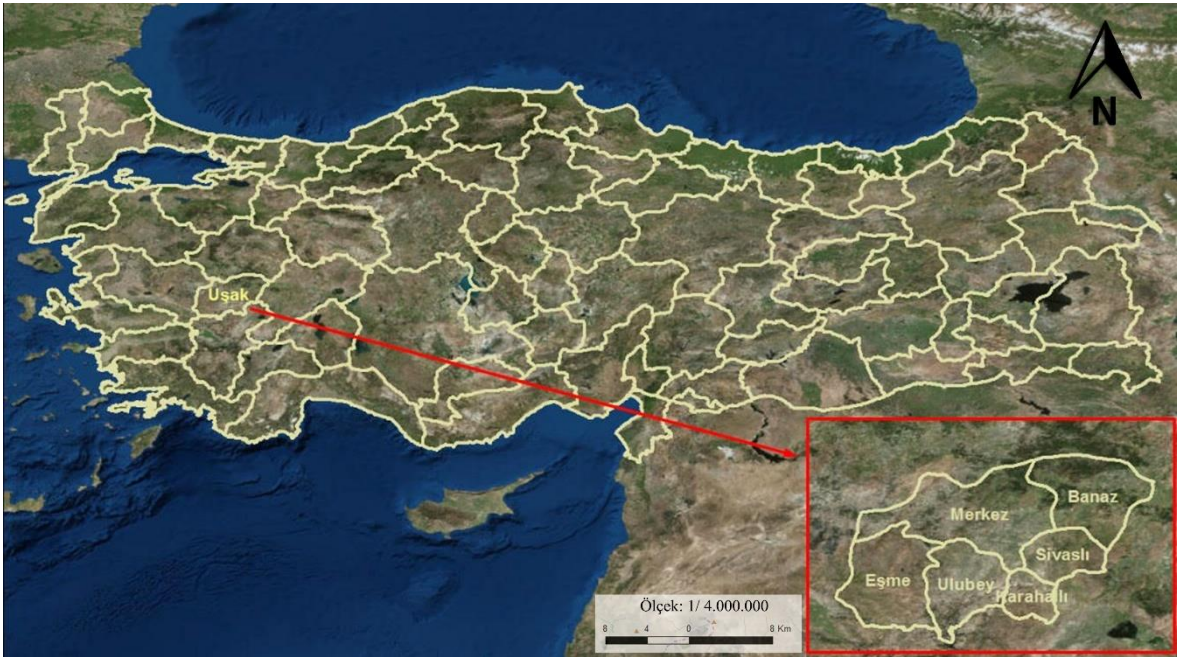 N
Uşak
Banaz
Merkez
Sivaslı
Eşme
Ulubey
Karahallı
Ölçek: 1/ 4.000.000
8 4 0 8 Km